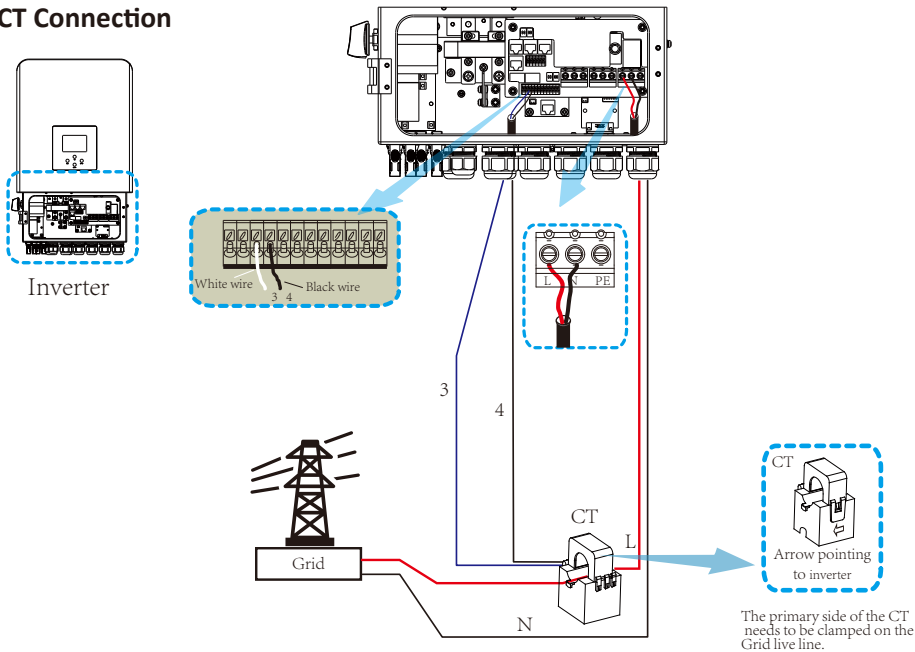 CT Connection
Inverter
White wire
3 4
Black wire
L N PE
3
4
CT
L
Grid
N
CT
Arrow pointing
to inverter
The primary side of the CT
needs to be clamped on the
Grid live line.